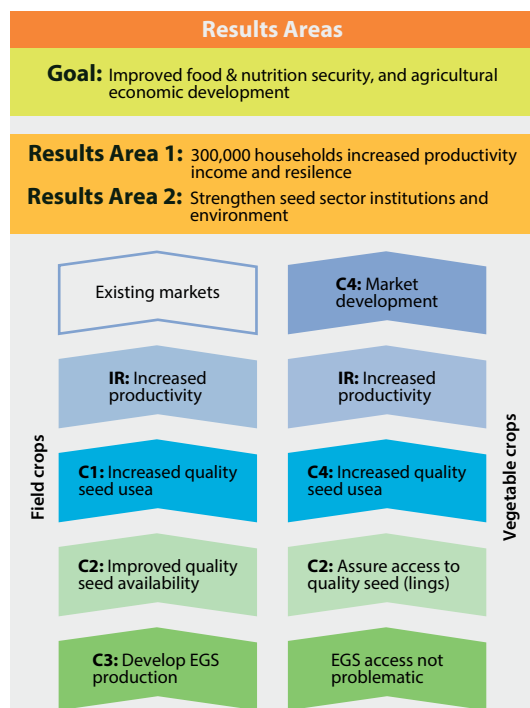 Results Areas
Goal: Improved food & nutrition security, and agricultural
economic development
Results Area 1: 300,000 households increased productivity
income and resilence
Results Area 2: Strengthen seed sector institutions and
environment
Existing markets
C4: Market
development
IR: Increased
productivity
IR: Increased
productivity
Field crops
C1: Increased quality
seed usea
C4: Increased quality
seed usea
Vegetable crops
C2: Improved quality
seed availability
C2: Assure access to
quality seed (lings)
C3: Develop EGS
production
EGS access not
problematic